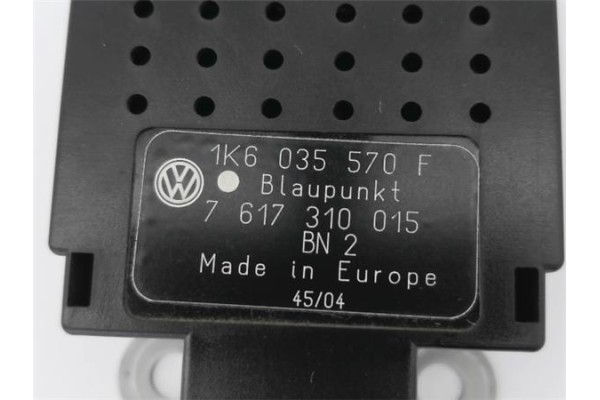 1K6 035 570 F
Blaupunkt
7 617 310 015
BN 2
Made in Europe
45/04